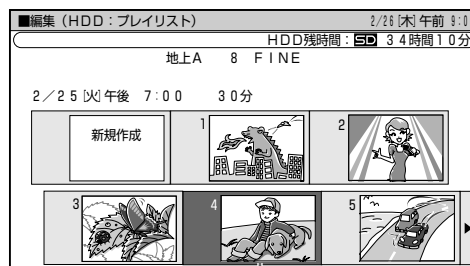 ■編集（HDD：プレイリスト）
2/26 木 午前 9:0
HDD残時間：SD 34時間10分
地上A 8 FINE
2／25 火 午後 7:00 30分
新規作成
1
2
3
4
5